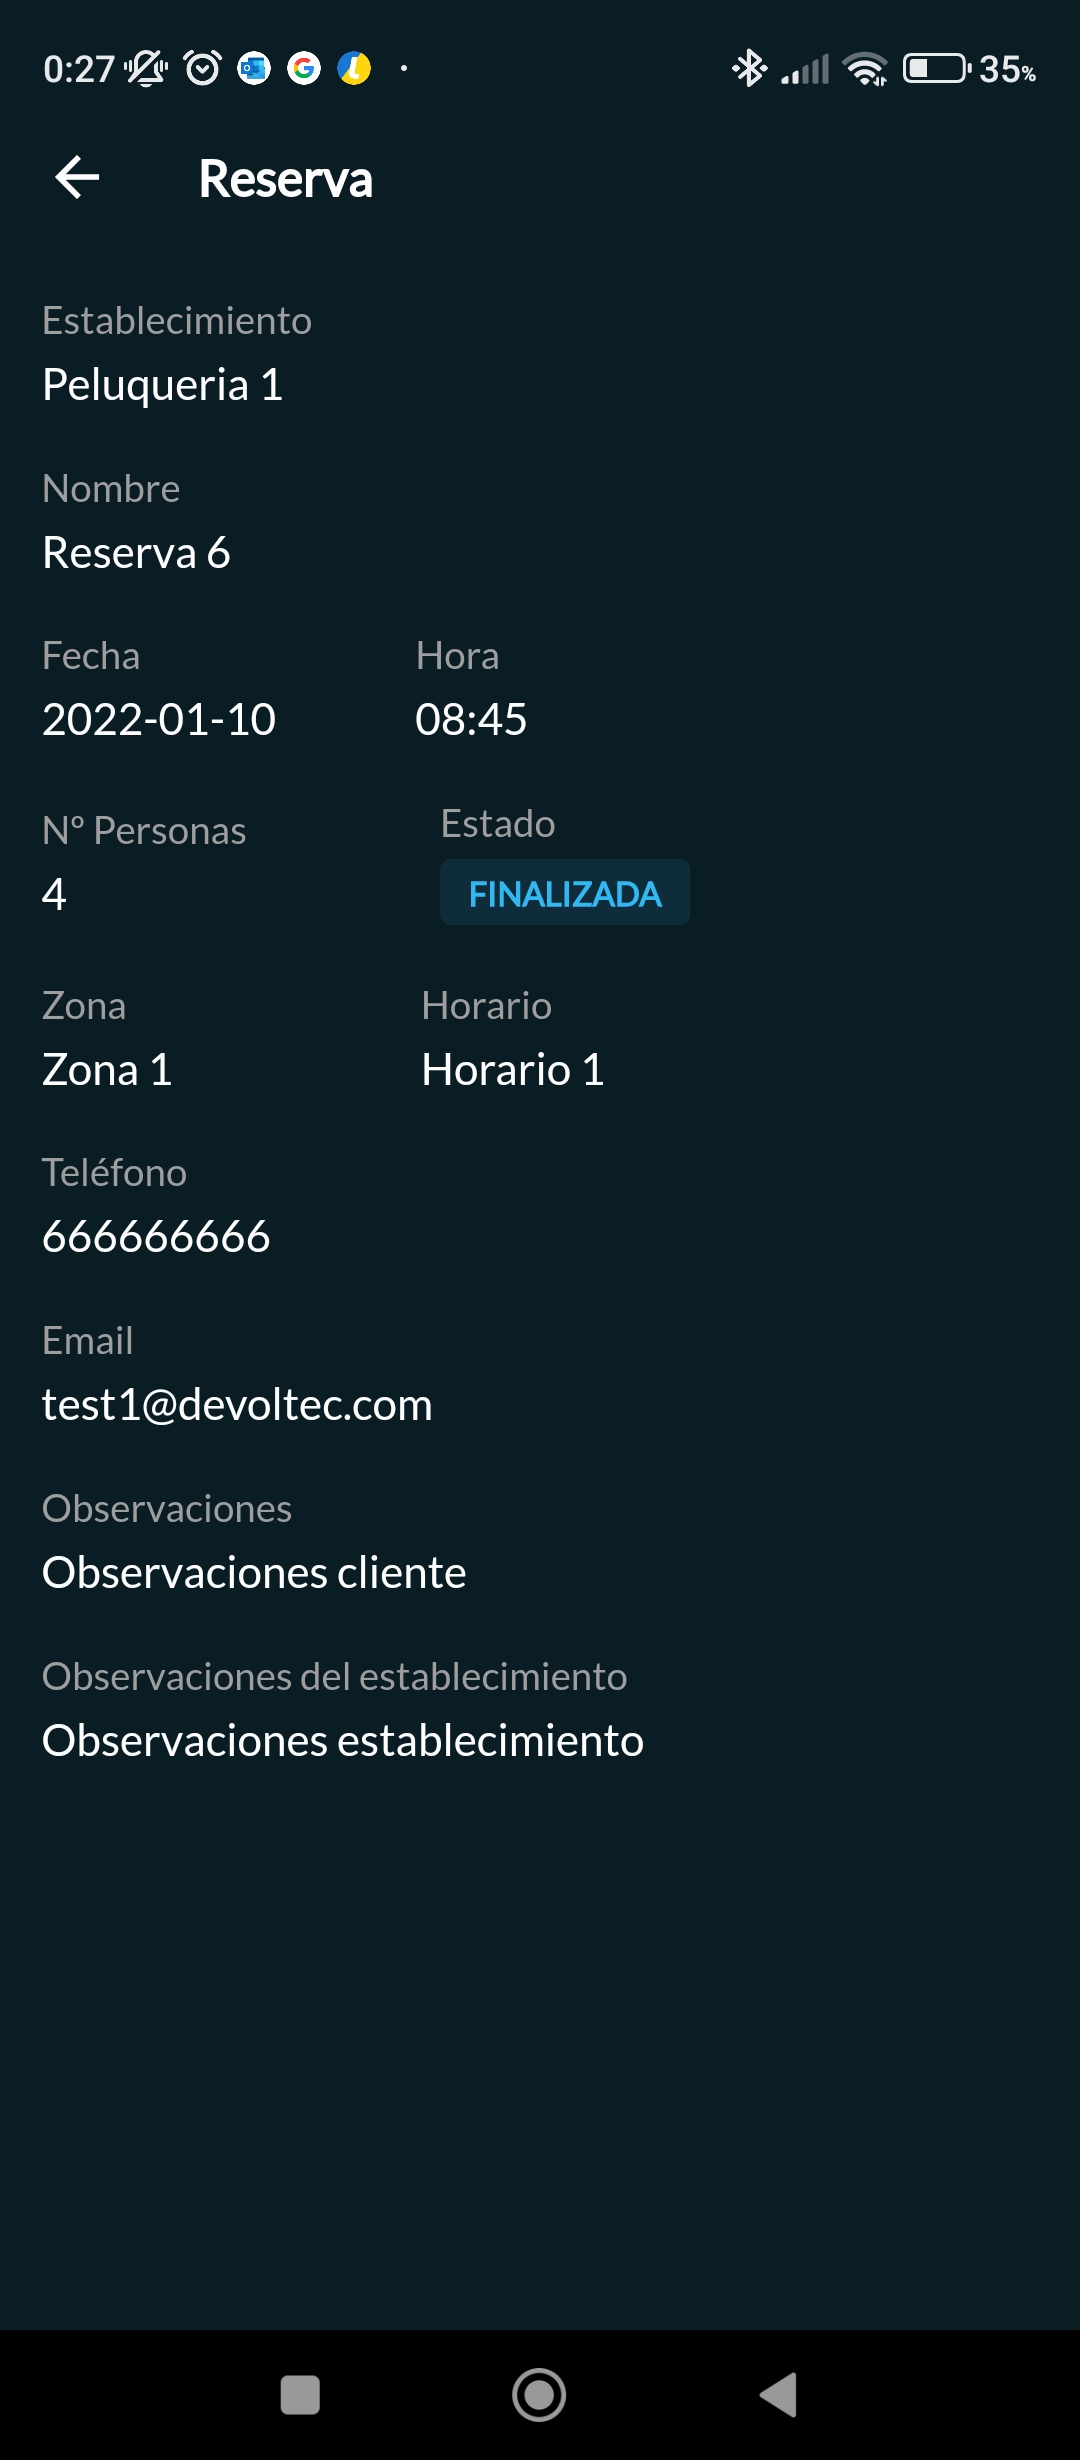 0:27
35%
Reserva
Establecimiento
Peluqueria 1
Nombre
Reserva 6
Fecha Hora
2022-01-10 08:45
Nº Personas Estado
4 FINALIZADA
Zona Horario
Zona 1 Horario 1
Teléfono
666666666
Email
test1@devoltec.com
Observaciones
Observaciones cliente
Observaciones del establecimiento
Observaciones establecimiento